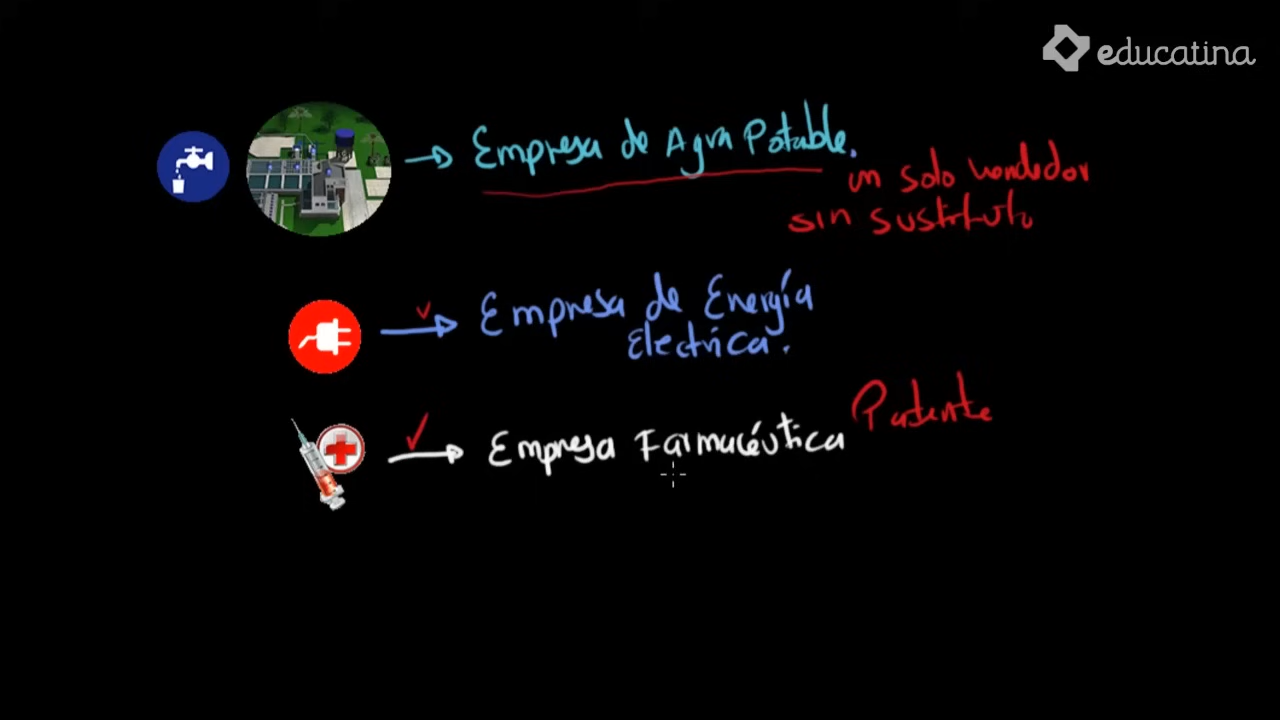 educatina
Empresa de Agua Potable.
un solo vendedor
sin sustituto
Empresa de Energía
Electrica.
Patente
Empresa Farmacéutica